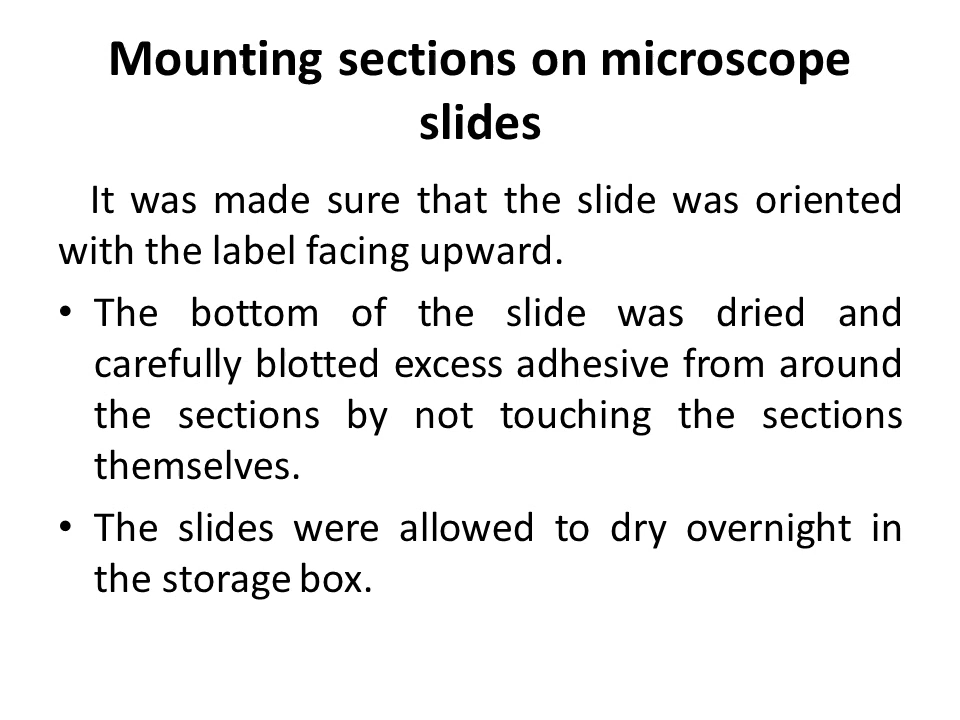 Mounting sections on microscope
slides
It was made sure that the slide was oriented
with the label facing upward.
• The bottom of the slide was dried and
carefully blotted excess adhesive from around
the sections by not touching the sections
themselves.
• The slides were allowed to dry overnight in
the storage box.